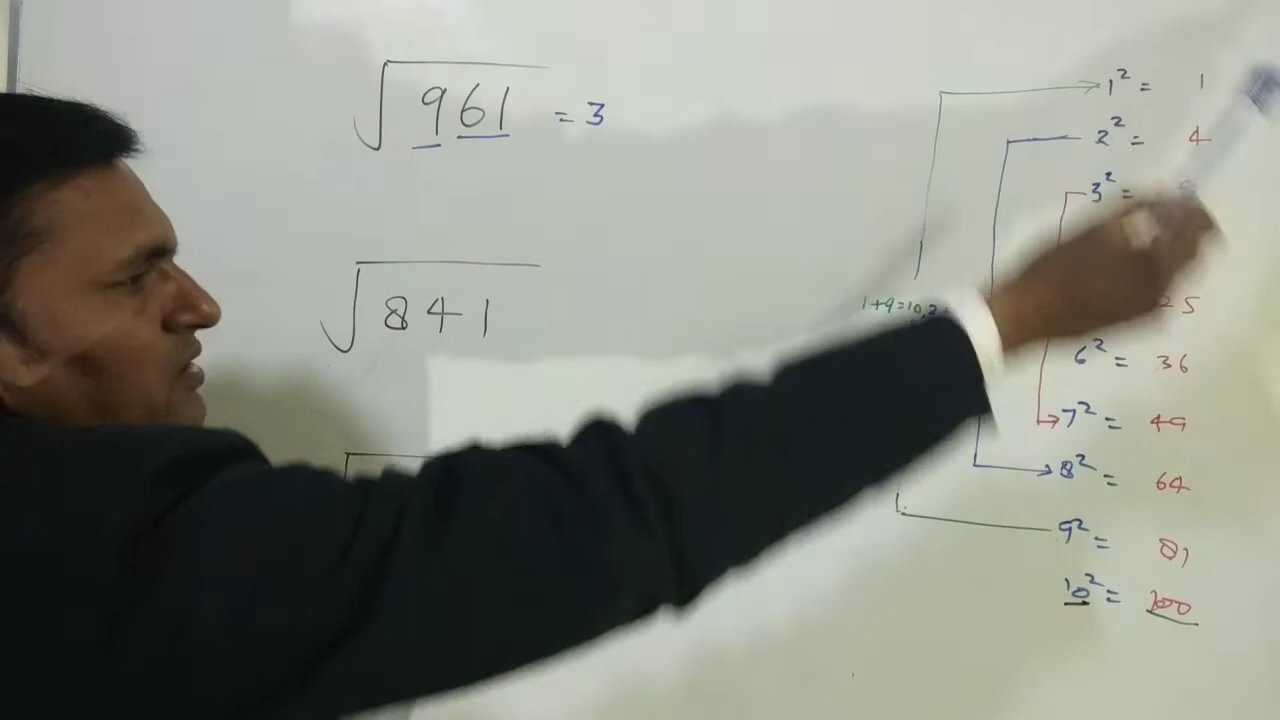 √961 = 3
√841
1² = 1
2² = 4
3² =
1+9=10,2
25
6² = 36
7² = 49
8² = 64
9² = 81
10² = 100